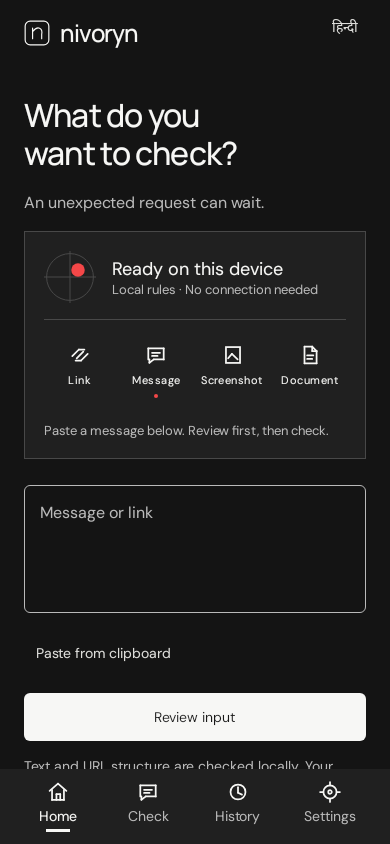 nivoryn
हिन्दी
What do you
want to check?
An unexpected request can wait.
Ready on this device
Local rules · No connection needed
Link
Message
Screenshot
Document
Paste a message below. Review first, then check.
Message or link
Paste from clipboard
Review input
Text and URL structure are checked locally. Your
Home
Check
History
Settings